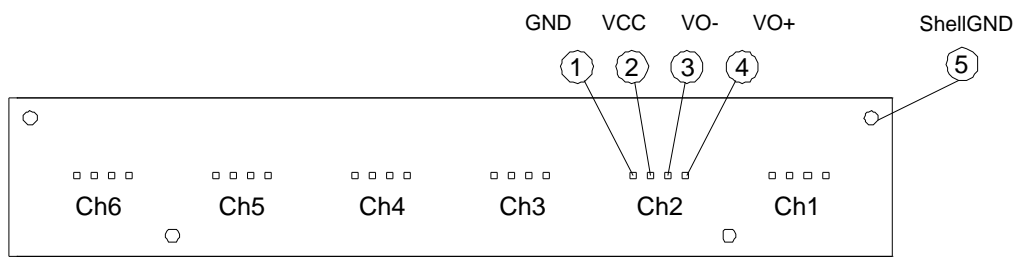 GND VCC VO- VO+ ShellGND
1 2 3 4 5
Ch6 Ch5 Ch4 Ch3 Ch2 Ch1